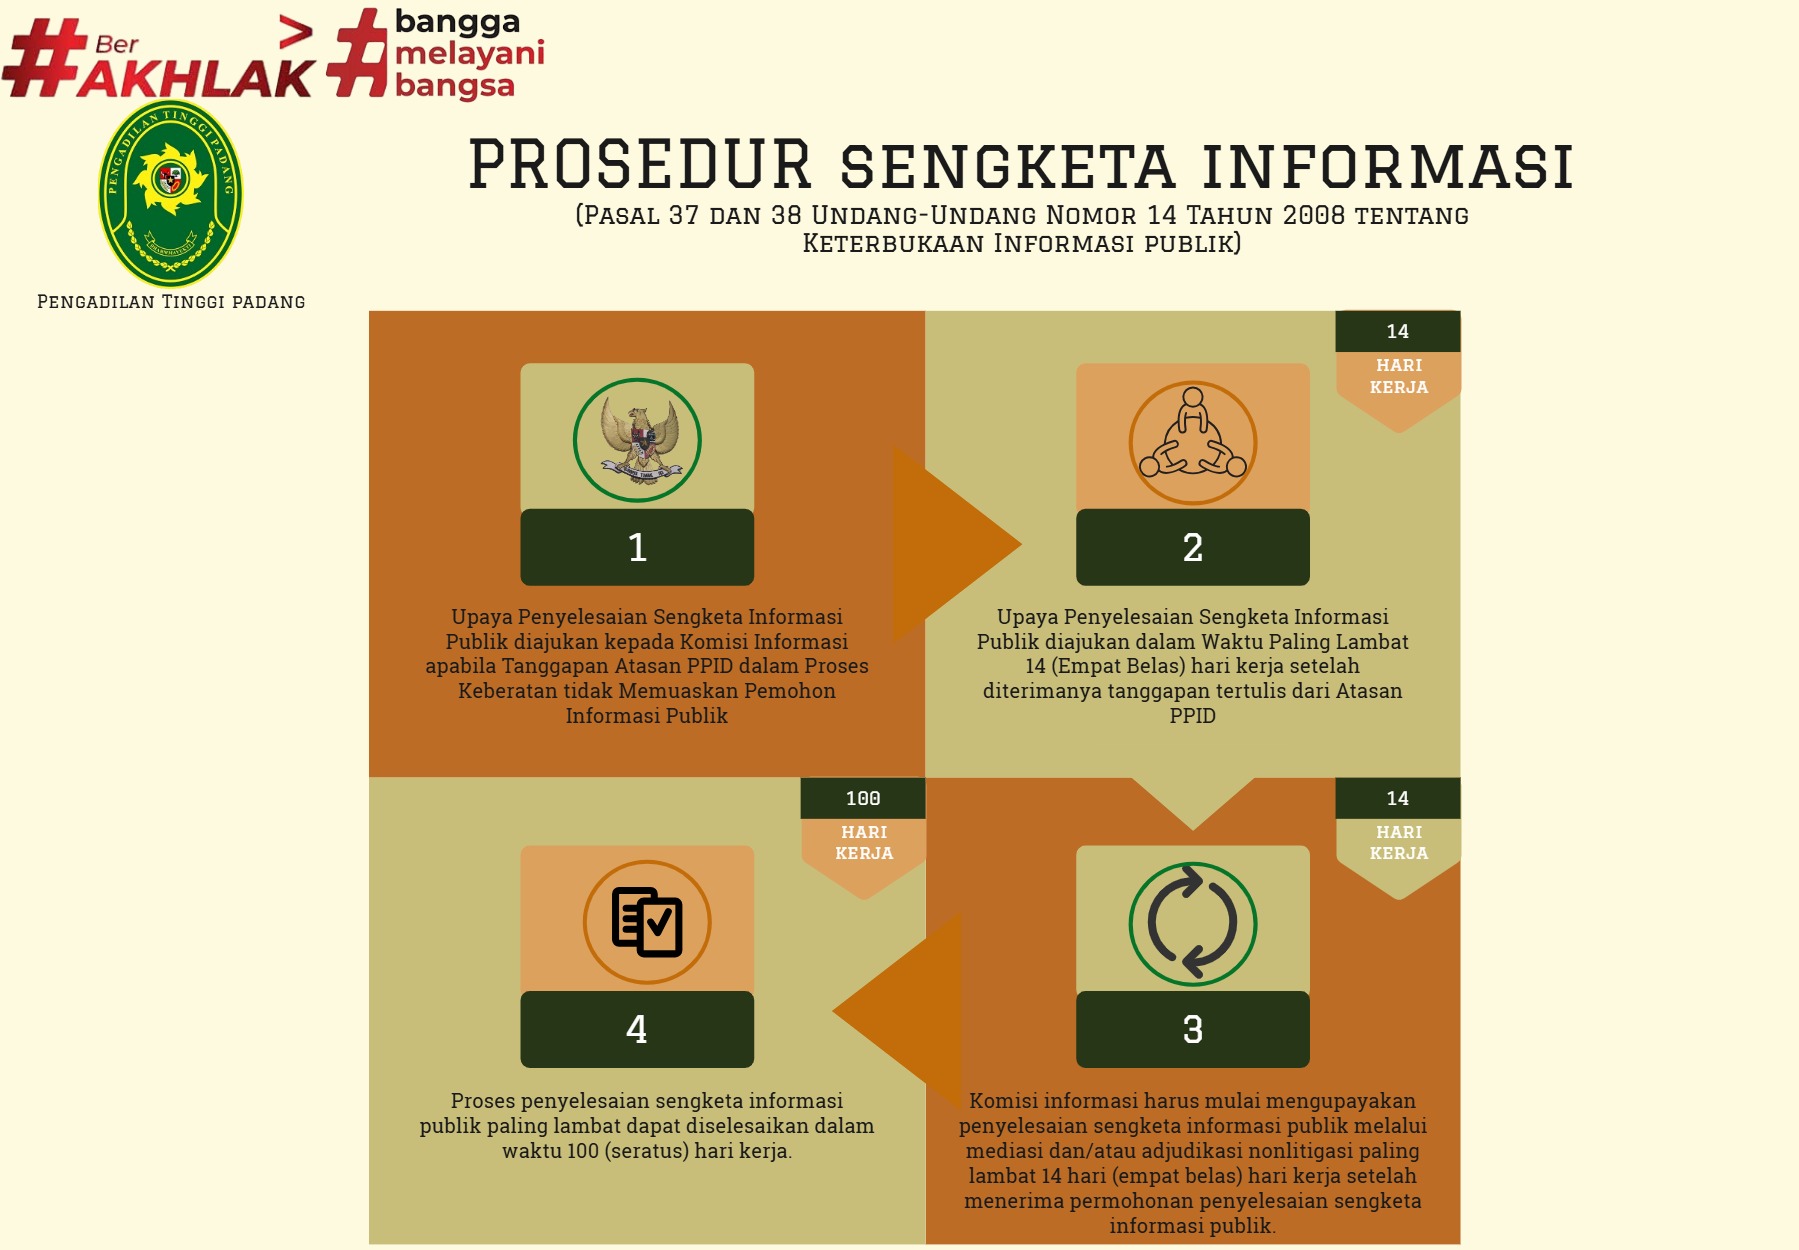 #BerAKHLAK>
#bangga
melayani
bangsa
PENGADILAN TINGGI PADANG
PENGADILAN TINGGI PADANG
PROSEDUR SENGKETA INFORMASI
(PASAL 37 DAN 38 UNDANG-UNDANG NOMOR 14 TAHUN 2008 TENTANG
KETERBUKAAN INFORMASI PUBLIK)
1
Upaya Penyelesaian Sengketa Informasi
Publik diajukan kepada Komisi Informasi
apabila Tanggapan Atasan PPID dalam Proses
Keberatan tidak Memuaskan Pemohon
Informasi Publik
14
HARI
KERJA
2
Upaya Penyelesaian Sengketa Informasi
Publik diajukan dalam Waktu Paling Lambat
14 (Empat Belas) hari kerja setelah
diterimanya tanggapan tertulis dari Atasan
PPID
14
HARI
KERJA
3
Komisi informasi harus mulai mengupayakan
penyelesaian sengketa informasi publik melalui
mediasi dan/atau adjudikasi nonlitigasi paling
lambat 14 hari (empat belas) hari kerja setelah
menerima permohonan penyelesaian sengketa
informasi publik.
100
HARI
KERJA
4
Proses penyelesaian sengketa informasi
publik paling lambat dapat diselesaikan dalam
waktu 100 (seratus) hari kerja.